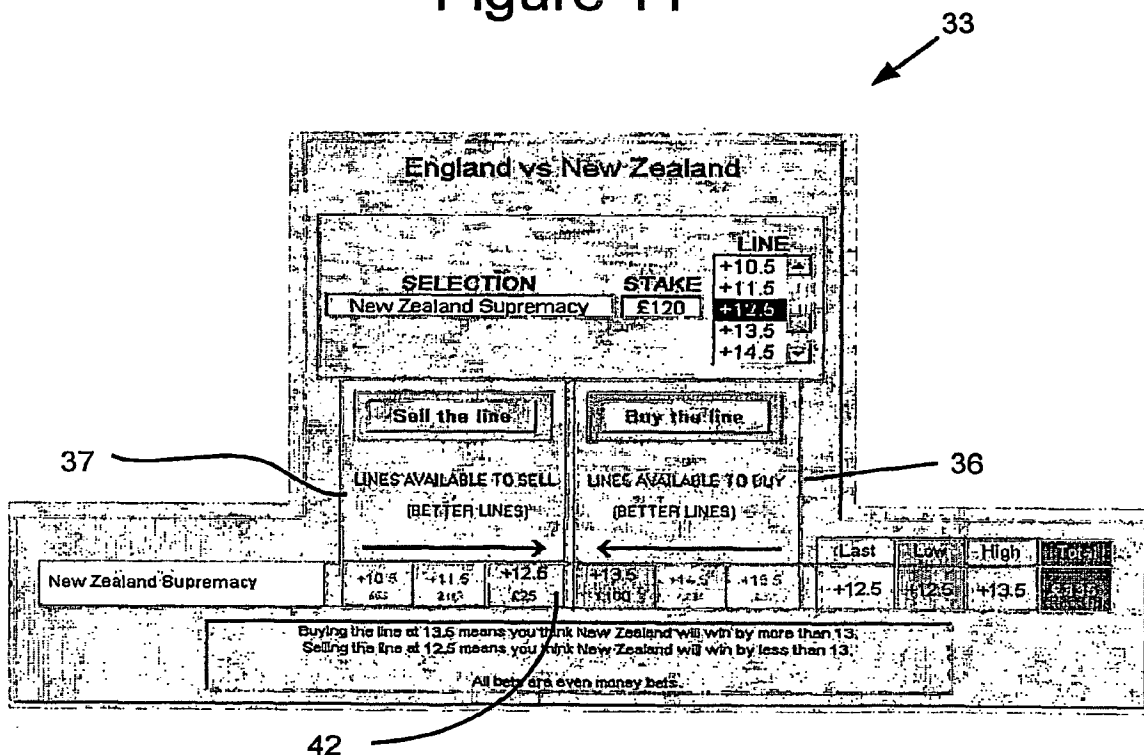 Figure 11
33
England vs New Zealand
LINE
+10.5
SELECTION STAKE +11.5
New Zealand Supremacy £120 +12.5
+13.5
+14.5
Sell the line Buy the line
37 36
LINES AVAILABLE TO SELL LINES AVAILABLE TO BUY
(BETTER LINES) (BETTER LINES)
Last Low High
New Zealand Supremacy +10.5 +11.5 +12.5 +13.5 +14.5 +15.5 +12.5 +12.5 +13.5
£25 £100
Buying the line at 13.5 means you think New Zealand will win by more than 13.
Selling the line at 12.5 means you think New Zealand will win by less than 13.
All bets are even money bets.
42